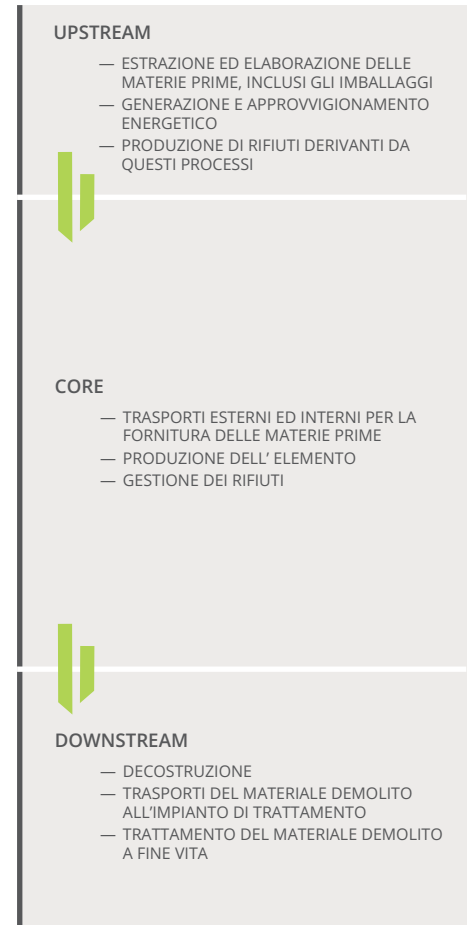 UPSTREAM
— ESTRAZIONE ED ELABORAZIONE DELLE
MATERIE PRIME, INCLUSI GLI IMBALLAGGI
— GENERAZIONE E APPROVVIGIONAMENTO
ENERGETICO
— PRODUZIONE DI RIFIUTI DERIVANTI DA
QUESTI PROCESSI
CORE
— TRASPORTI ESTERNI ED INTERNI PER LA
FORNITURA DELLE MATERIE PRIME
— PRODUZIONE DELL’ ELEMENTO
— GESTIONE DEI RIFIUTI
DOWNSTREAM
— DECOSTRUZIONE
— TRASPORTI DEL MATERIALE DEMOLITO
ALL’IMPIANTO DI TRATTAMENTO
— TRATTAMENTO DEL MATERIALE DEMOLITO
A FINE VITA